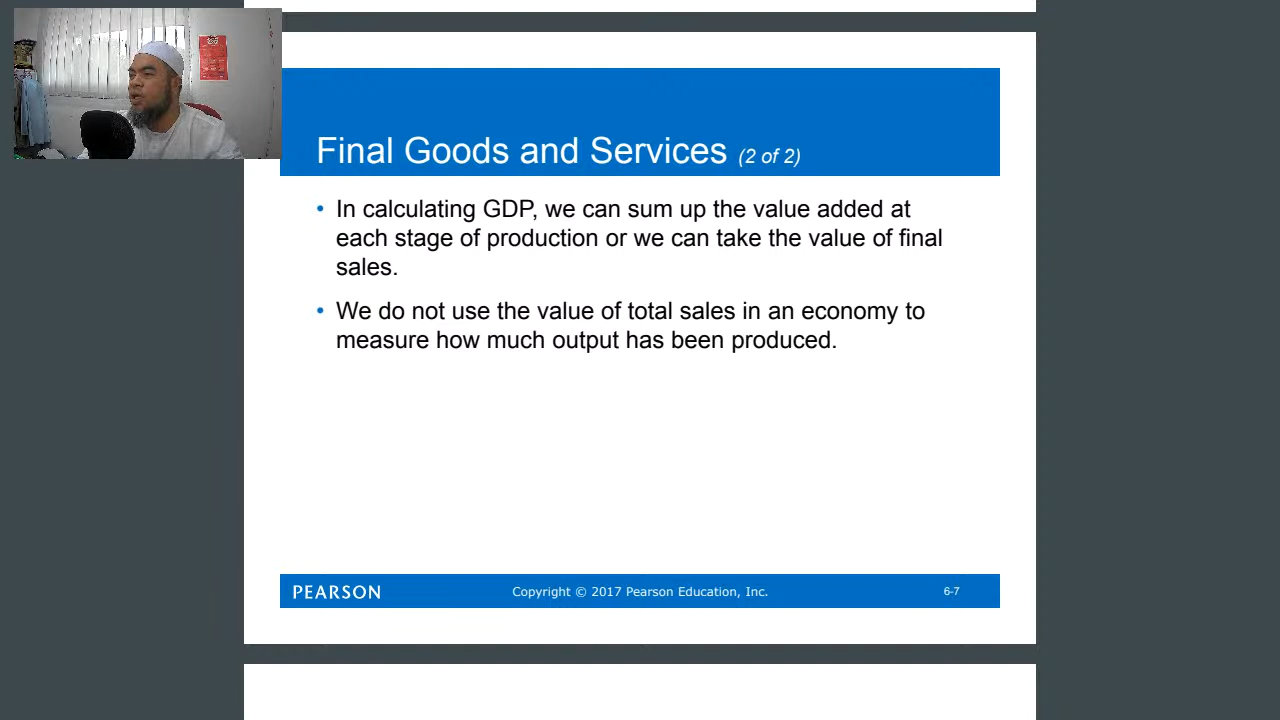 Final Goods and Services (2 of 2)
• In calculating GDP, we can sum up the value added at
each stage of production or we can take the value of final
sales.
• We do not use the value of total sales in an economy to
measure how much output has been produced.
PEARSON
Copyright © 2017 Pearson Education, Inc.
6-7